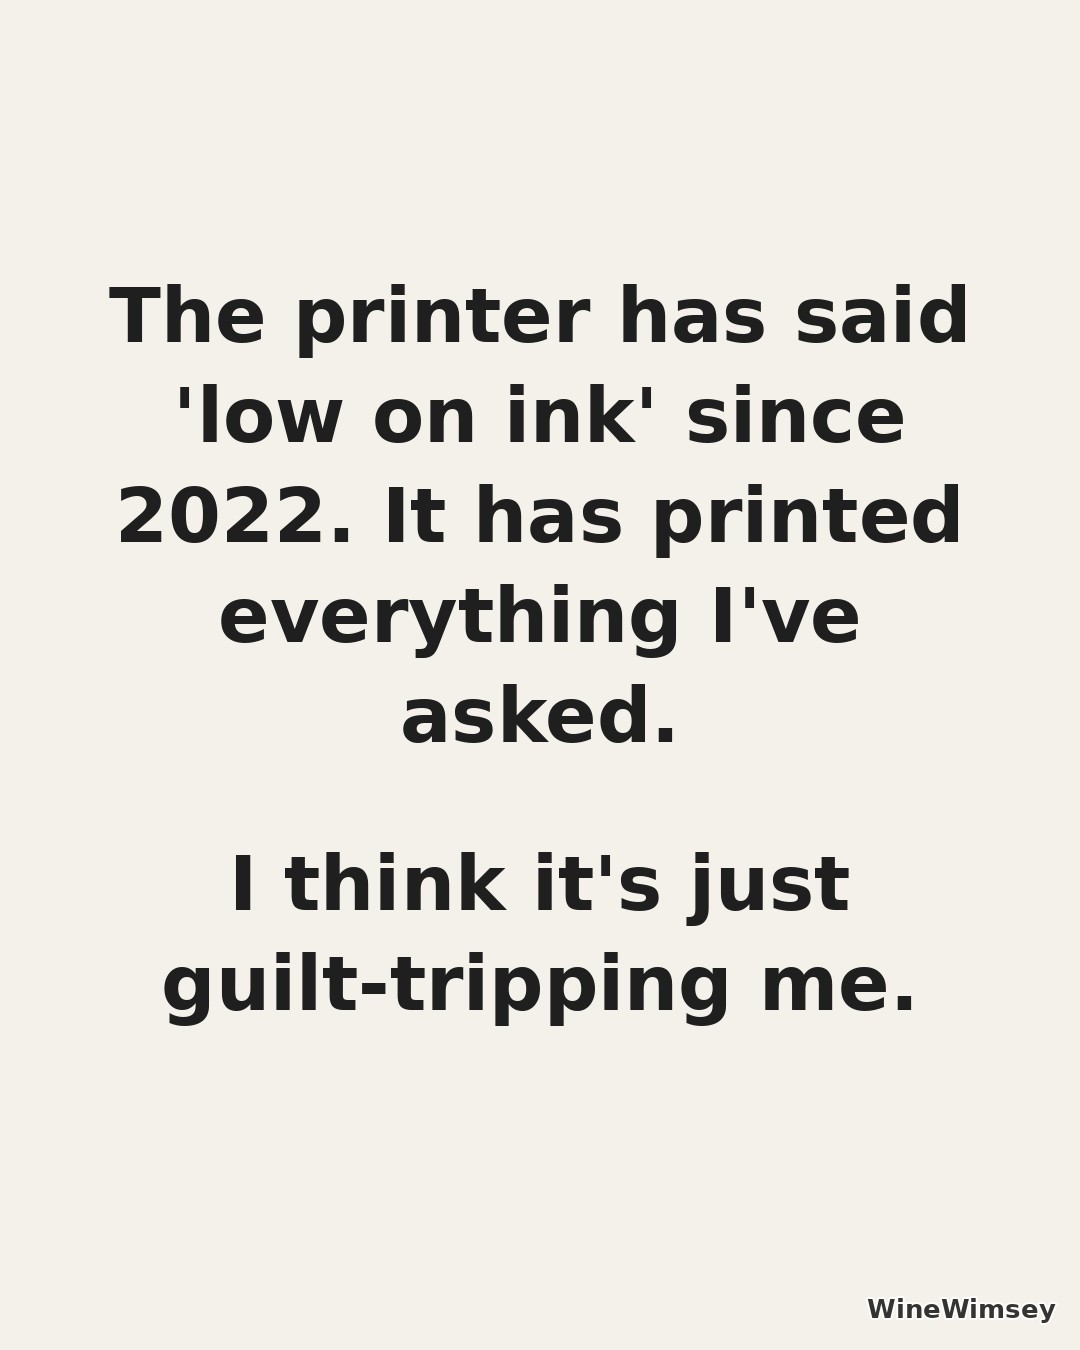 The printer has said
'low on ink' since
2022. It has printed
everything I've
asked.
I think it's just
guilt-tripping me.
WineWimsey